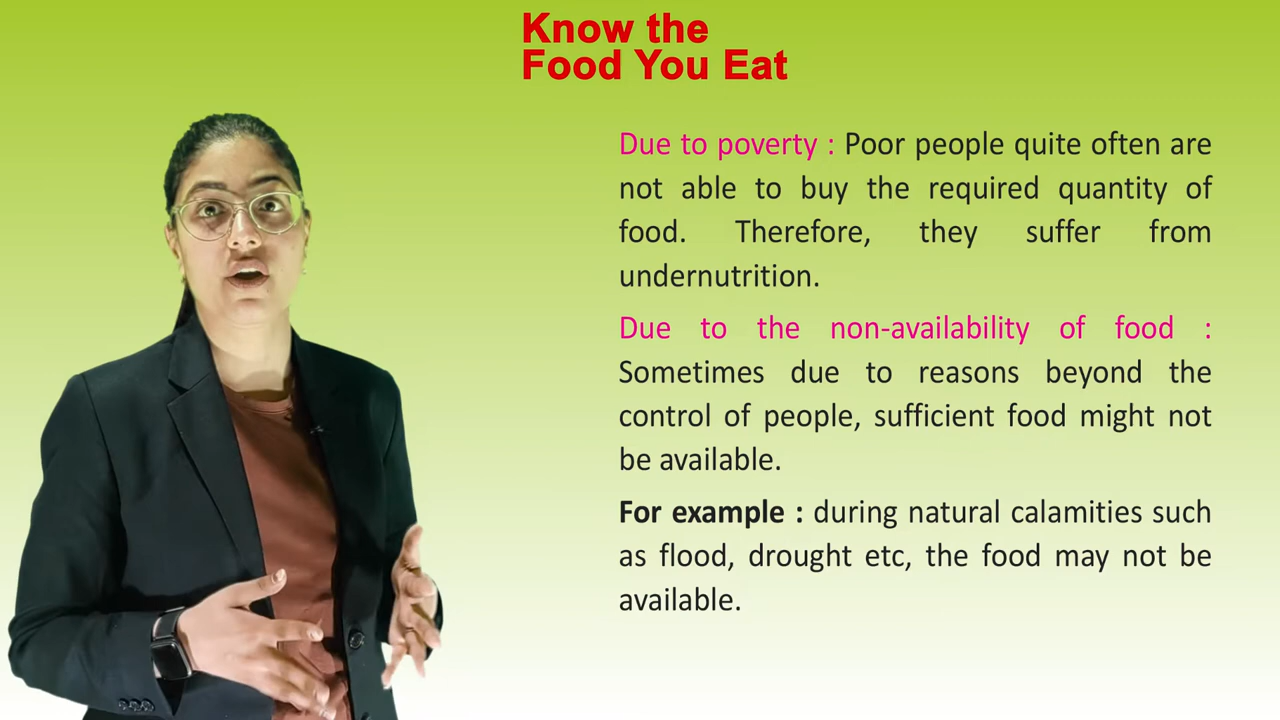 Know the
Food You Eat
Due to poverty : Poor people quite often are
not able to buy the required quantity of
food. Therefore, they suffer from
undernutrition.
Due to the non-availability of food :
Sometimes due to reasons beyond the
control of people, sufficient food might not
be available.
For example : during natural calamities such
as flood, drought etc, the food may not be
available.